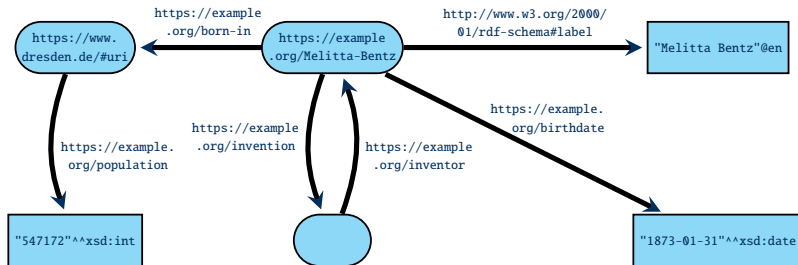 https://example
.org/born-in
http://www.w3.org/2000/
01/rdf-schema#label
https://www.
dresden.de/#uri
https://example
.org/Melitta-Bentz
"Melitta Bentz"@en
https://example.
org/birthdate
https://example
.org/invention
https://example.
org/population
https://example
.org/inventor
"547172"^^xsd:int
"1873-01-31"^^xsd:date